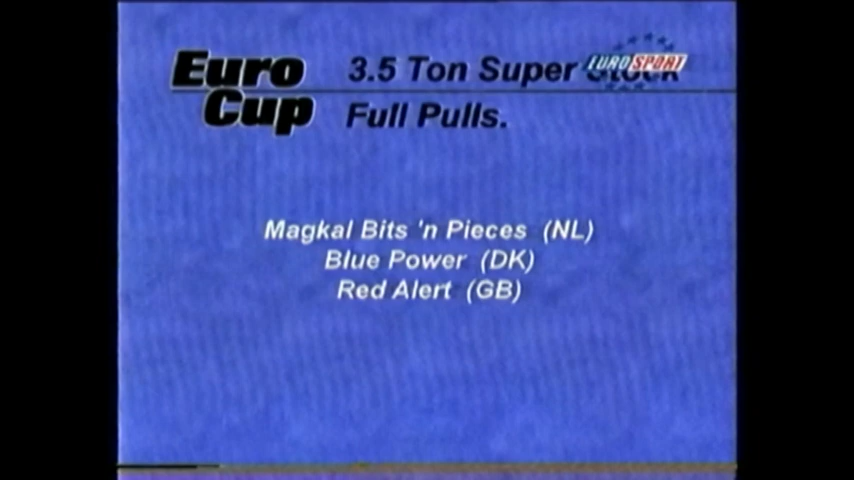 Euro Cup
3.5 Ton Super Stock
EUROSPORT
Full Pulls.
Magkal Bits 'n Pieces (NL)
Blue Power (DK)
Red Alert (GB)